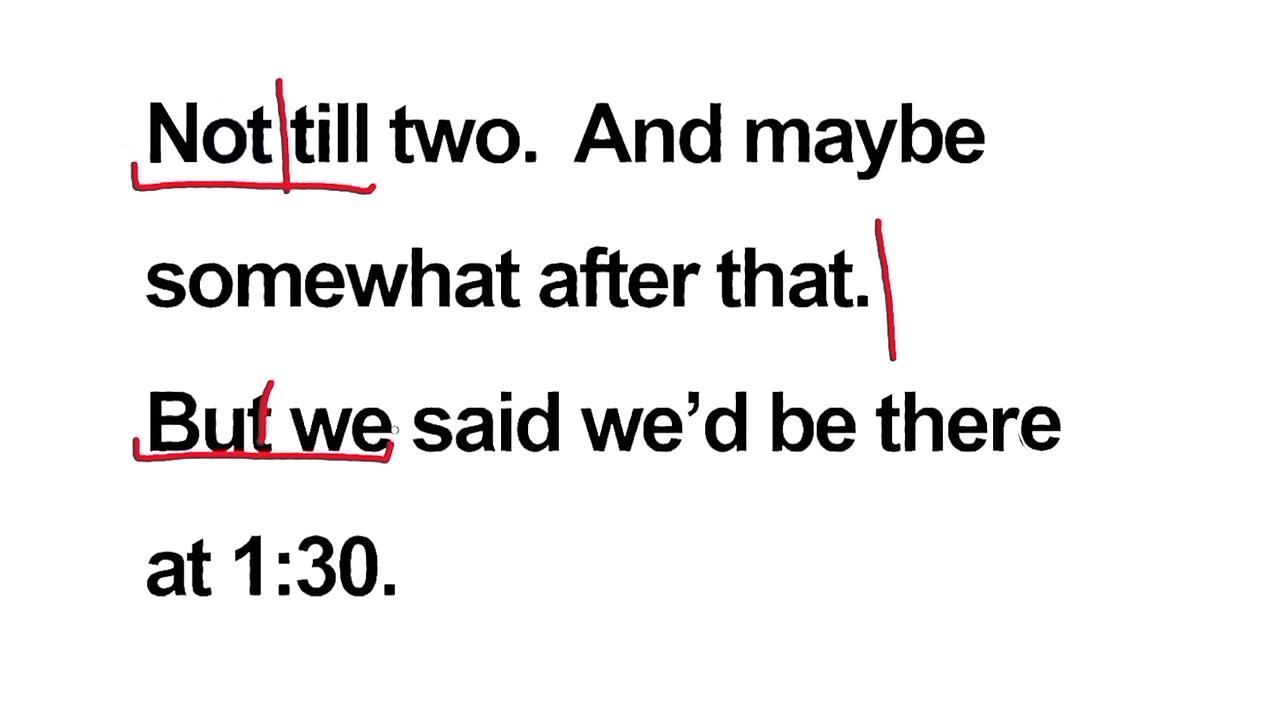 Not till two.  And maybe
somewhat after that.
But we said we’d be there
at 1:30.